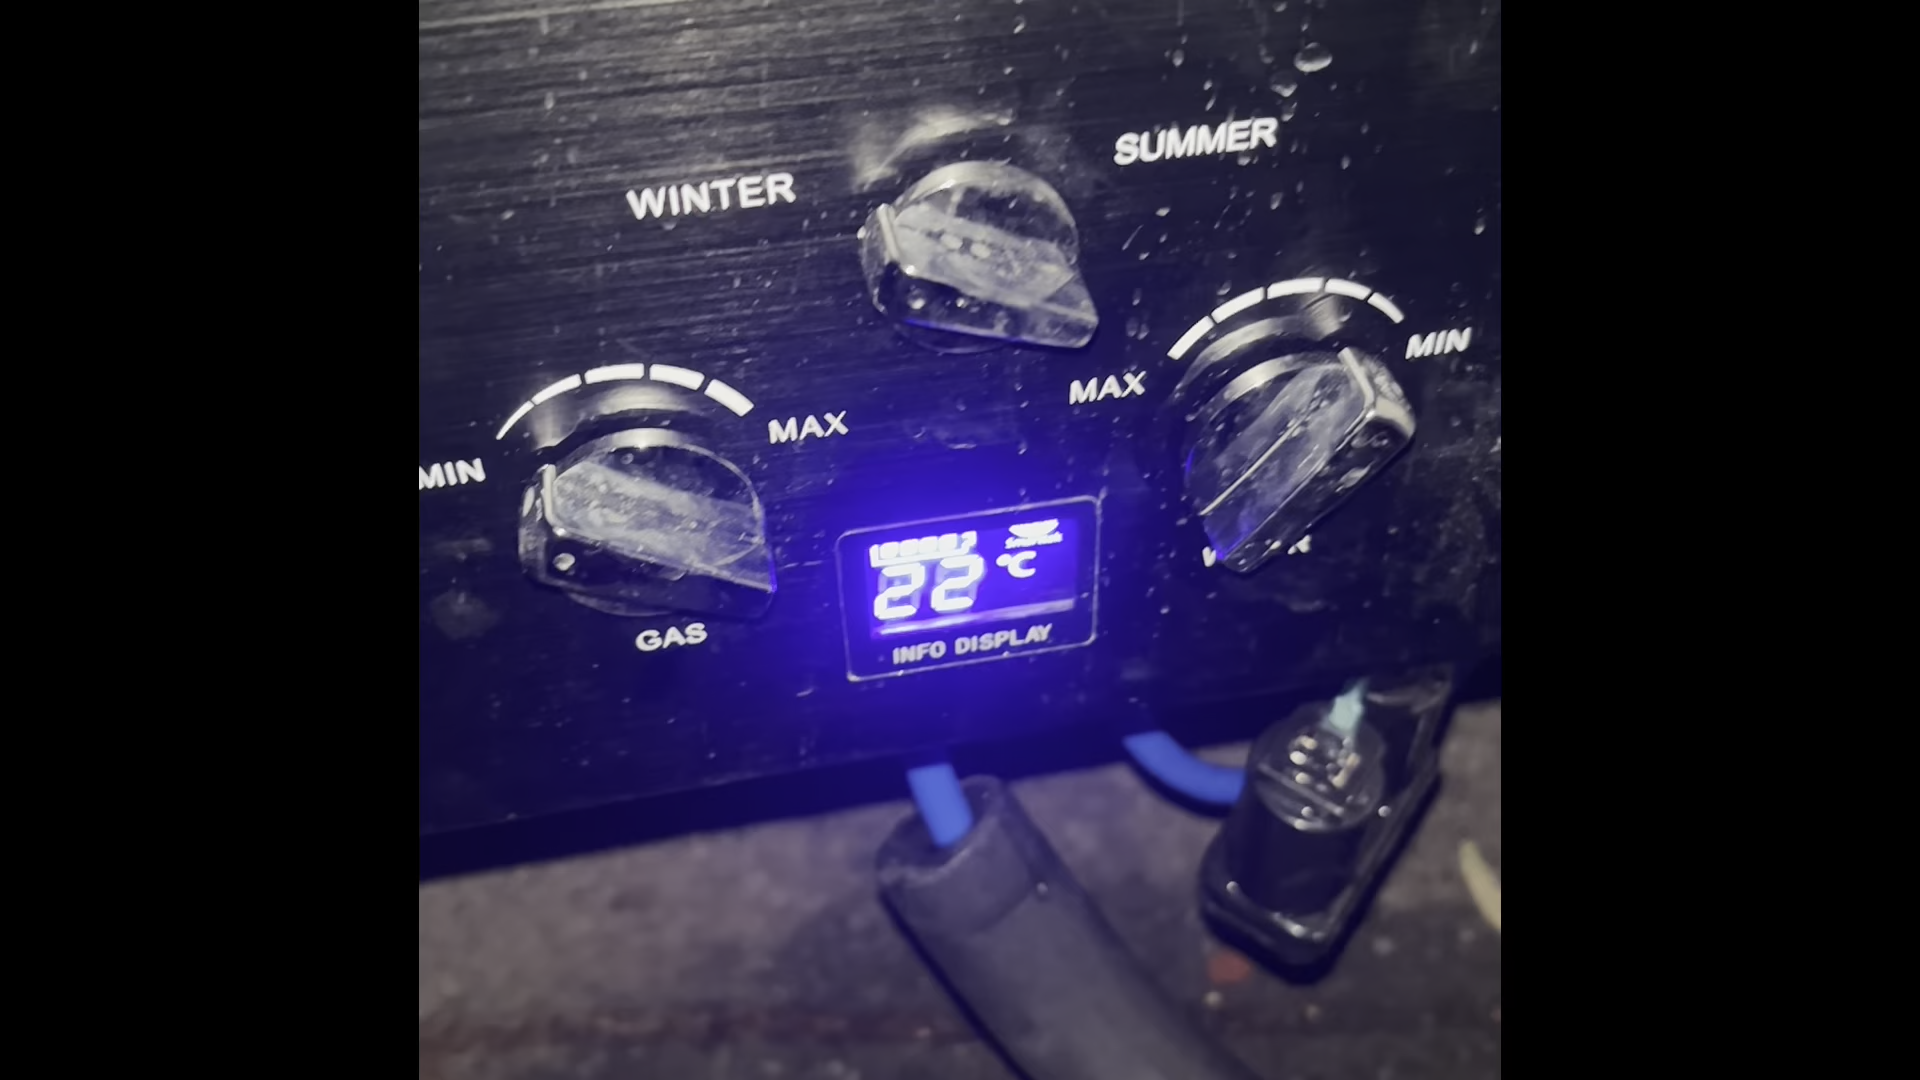 SUMMER
WINTER
MIN
MAX
MIN
MAX
22 °C
INFO DISPLAY
GAS